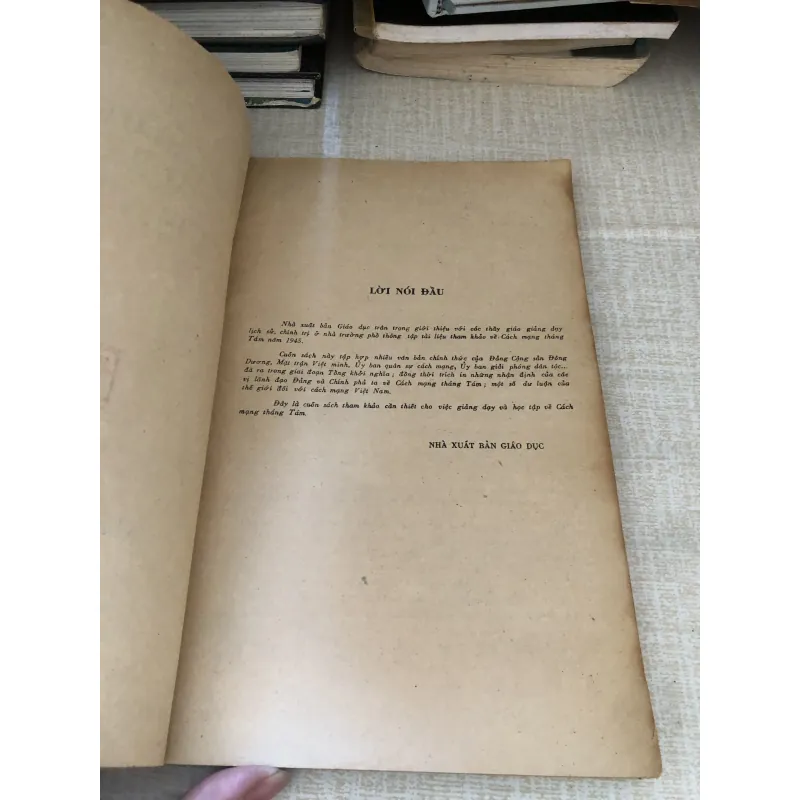 LỜI NÓI ĐẦU
Nhà xuất bản Giáo dục trân trọng giới thiệu với các thầy giáo giảng dạy
lịch sử, chính trị ở nhà trường phổ thông tập tài liệu tham khảo về Cách mạng tháng
Tám năm 1945.
Cuốn sách này tập hợp nhiều văn bản chính thức của Đảng Cộng sản Đông
Dương, Mặt trận Việt minh, Ủy ban quân sự cách mạng, Ủy ban giải phóng dân tộc..
đã ra trong giai đoạn Tổng khởi nghĩa; đồng thời trích in những nhận định của các
vị lãnh đạo Đảng và Chính phủ ta về Cách mạng tháng Tám; một số dư luận của
thế giới đối với cách mạng Việt Nam.
Đây là cuốn sách tham khảo cần thiết cho việc giảng dạy và học tập về Cách
mạng tháng Tám.
NHÀ XUẤT BẢN GIÁO DỤC